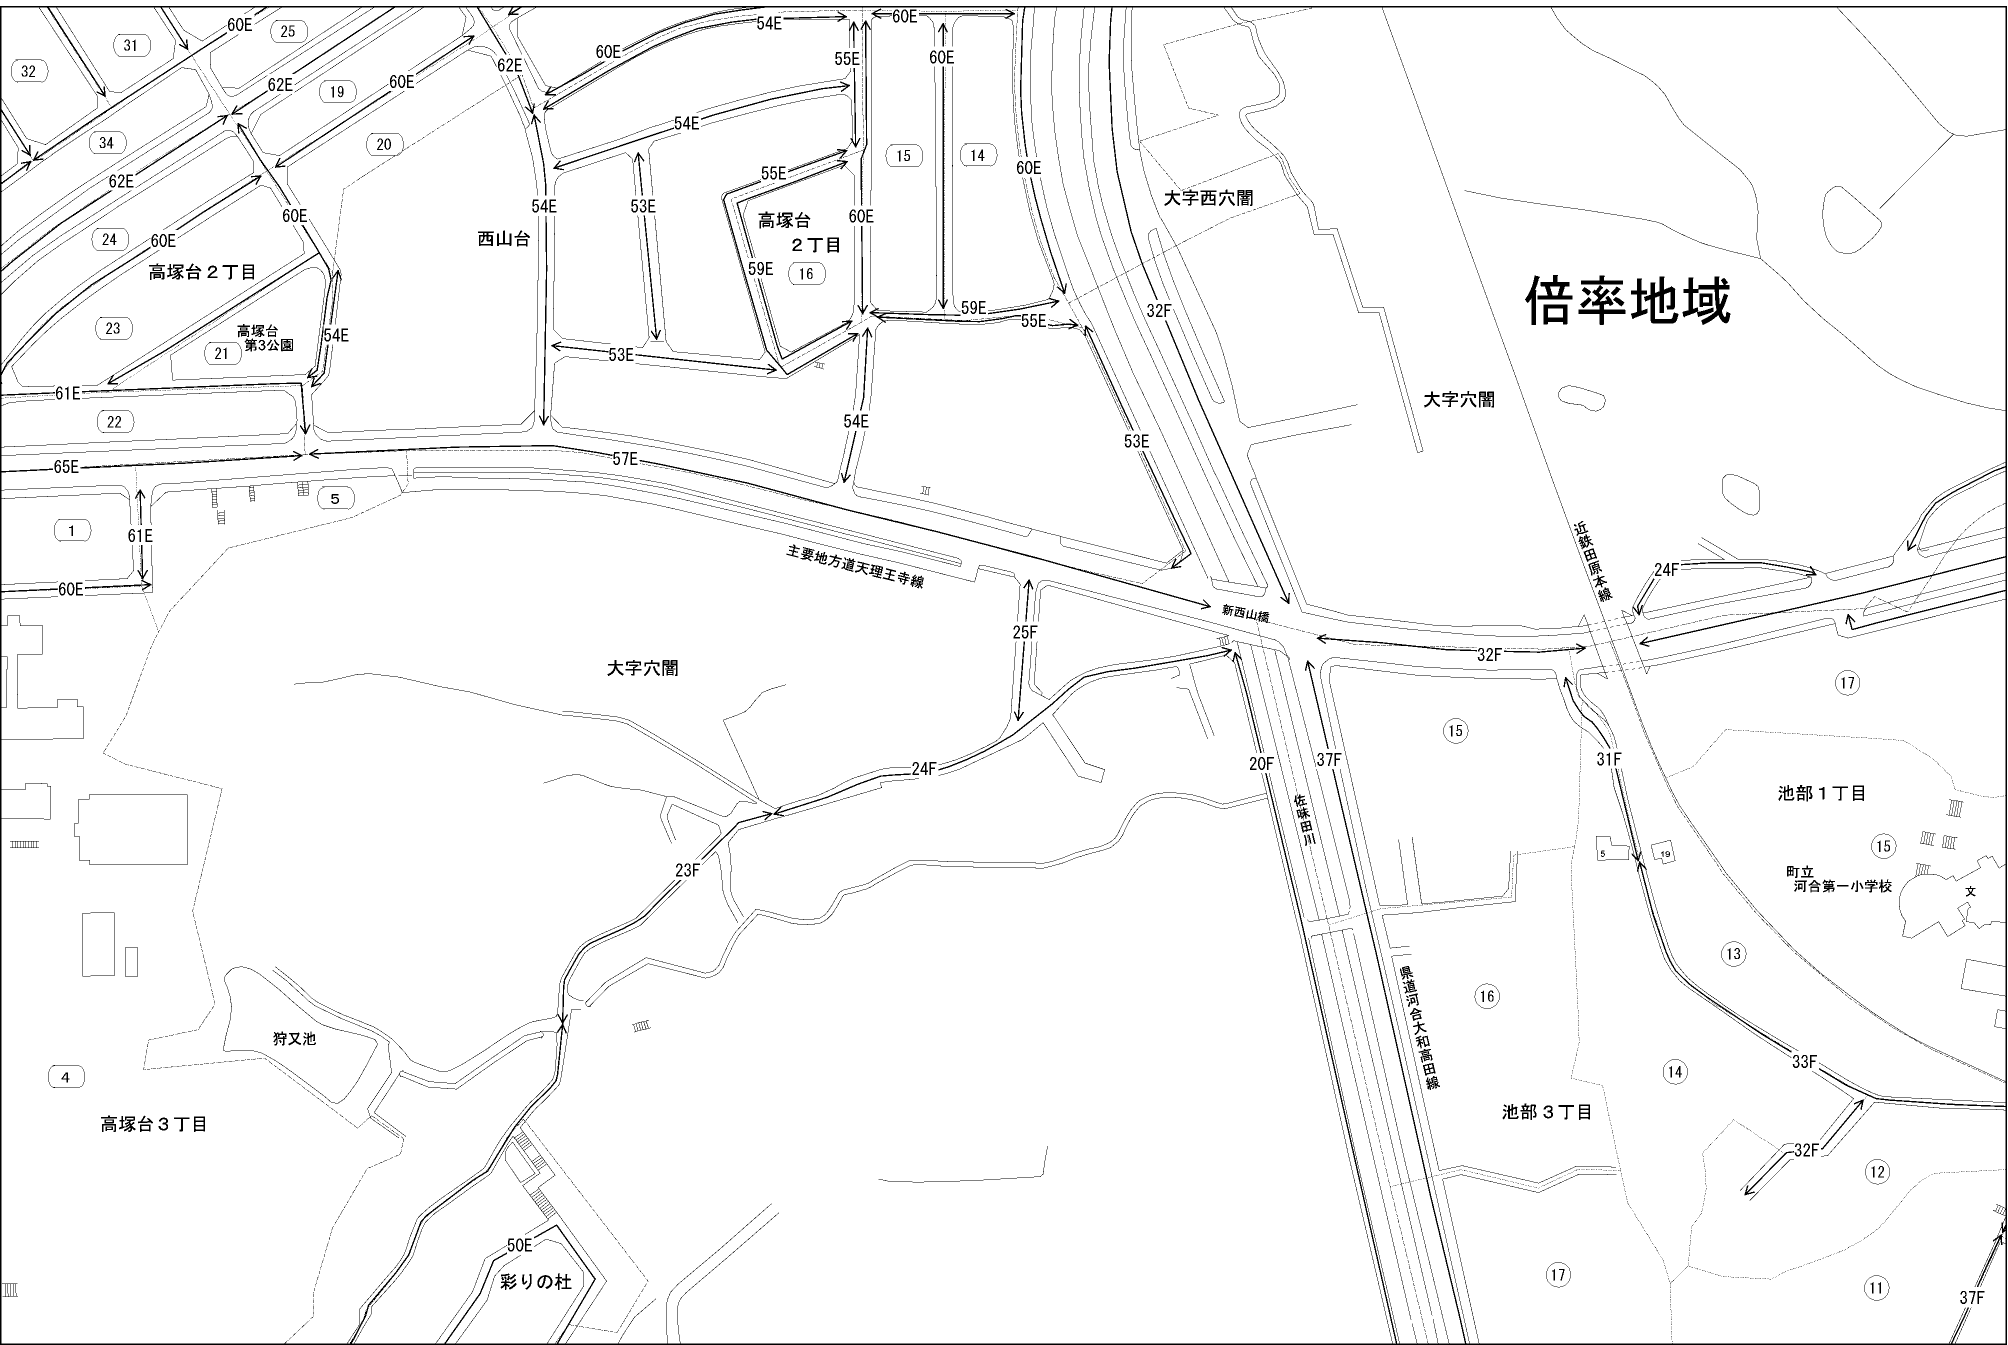 60E
54E
60E
31
25
60E
55E
60E
62E
32
62E
60E
19
54E
34
20
15
14
60E
62E
55E
53E
54E
60E
60E
大字西穴闇
高塚台
２丁目
24
60E
西山台
59E
16
高塚台２丁目
倍率地域
59E
55E
32F
23
高塚台
第3公園
21
54E
53E
61E
大字穴闇
22
54E
53E
65E
57E
5
1
61E
主要地方道天理王寺線
近鉄田原本線
24F
60E
新西山橋
25F
32F
大字穴闇
17
15
20F
37F
31F
24F
池部１丁目
佐味田川
15
23F
5
19
町立
河合第一小学校
文
13
県道河合大和高田線
16
狩又池
4
14
33F
高塚台３丁目
池部３丁目
32F
12
50E
彩りの杜
17
11
37F